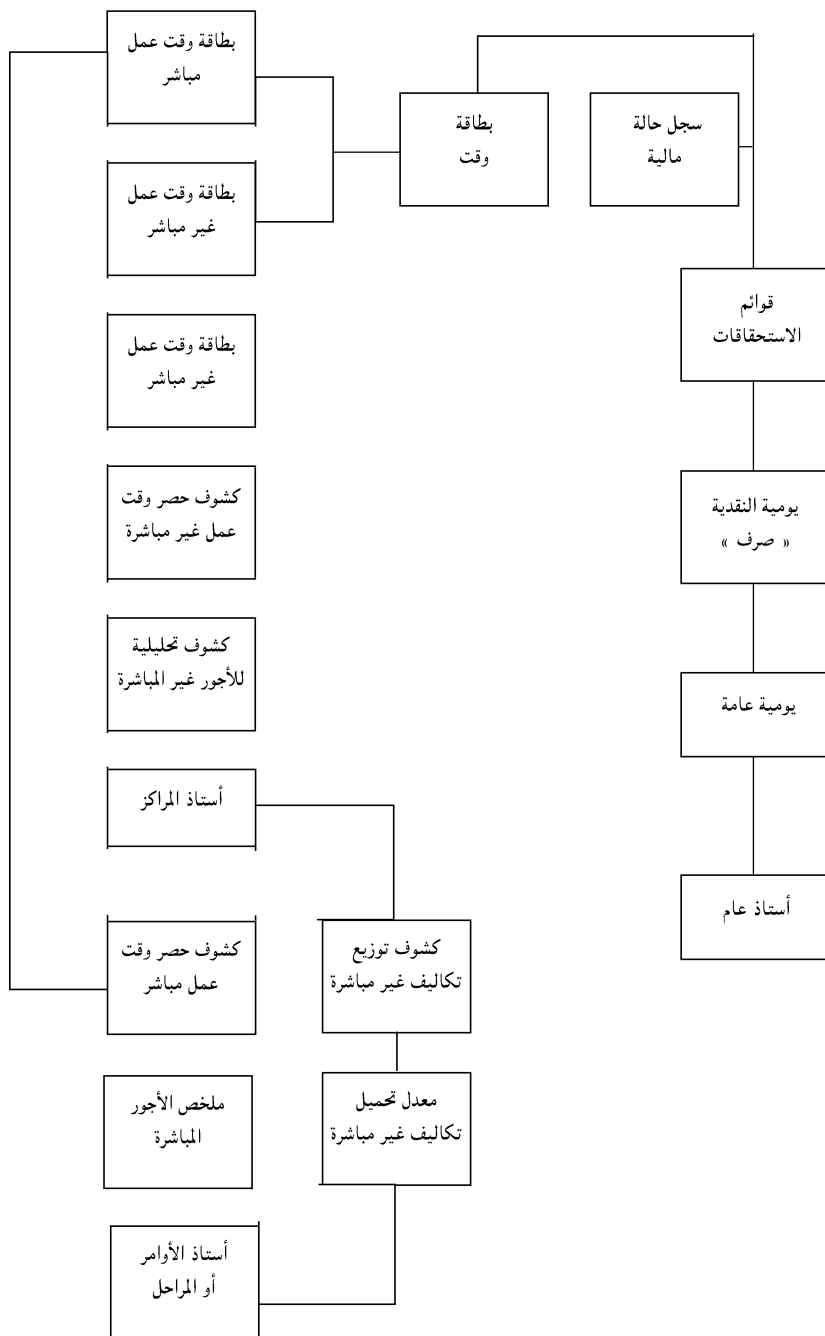 سجل حالة
مالية
بطاقة
وقت
بطاقة وقت عمل
مباشر
بطاقة وقت عمل
غير مباشر
قوائم
الاستحقاقات
بطاقة وقت عمل
غير مباشر
يومية النقدية
« صرف »
كشوف حصر وقت
عمل غير مباشرة
كشوف تحليلية
للأجور غير المباشرة
يومية عامة
أستاذ المراكز
أستاذ عام
كشوف توزيع
تكاليف غير مباشرة
كشوف حصر وقت
عمل مباشر
معدل تحميل
تكاليف غير مباشرة
ملخص الأجور
المباشرة
أستاذ الأوامر
أو المراحل